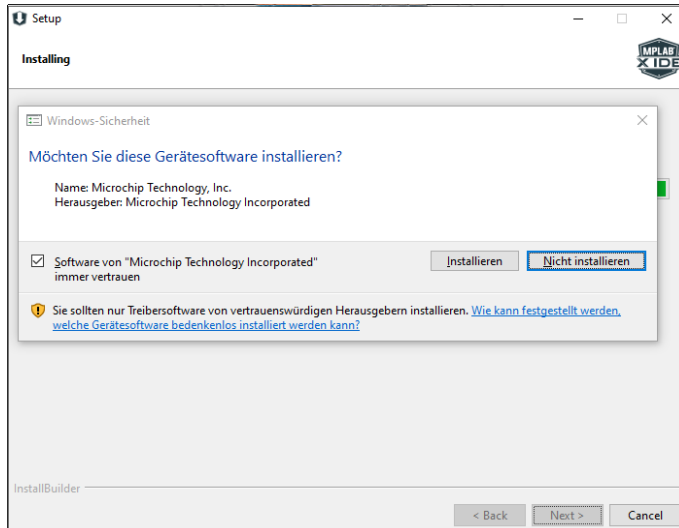 Setup
Installing
MPLAB
X IDE
Windows-Sicherheit
Möchten Sie diese Gerätesoftware installieren?
Name: Microchip Technology, Inc.
Herausgeber: Microchip Technology Incorporated
Software von "Microchip Technology Incorporated"
immer vertrauen
Installieren
Nicht installieren
Sie sollten nur Treibersoftware von vertrauenswürdigen Herausgebern installieren. Wie kann festgestellt werden,
welche Gerätesoftware bedenkenlos installiert werden kann?
InstallBuilder
< Back
Next >
Cancel